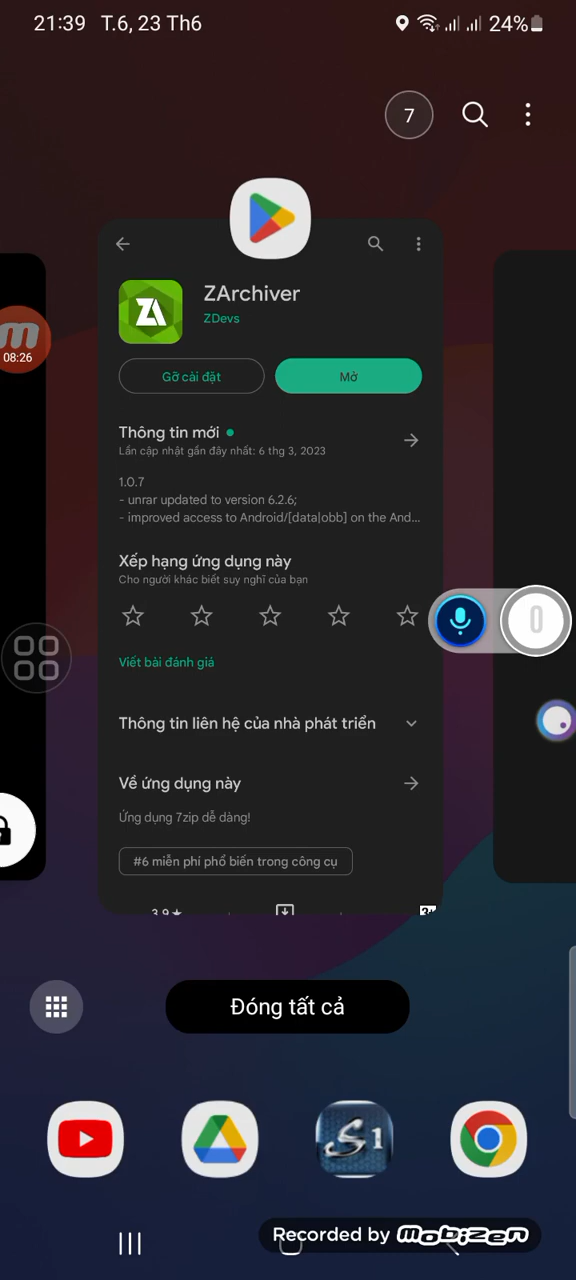 21:39 T.6, 23 Th6
24%
7
ZArchiver
ZDevs
08:26
Gỡ cài đặt
Mở
Thông tin mới
Lần cập nhật gần đây nhất: 6 thg 3, 2023
1.0.7
- unrar updated to version 6.2.6;
- improved access to Android/[data|obb] on the And...
Xếp hạng ứng dụng này
Cho người khác biết suy nghĩ của bạn
Viết bài đánh giá
Thông tin liên hệ của nhà phát triển
Về ứng dụng này
Ứng dụng 7zip dễ dàng!
#6 miễn phí phổ biến trong công cụ
3,9★
3+
Đóng tất cả
S1
Recorded by mobizen